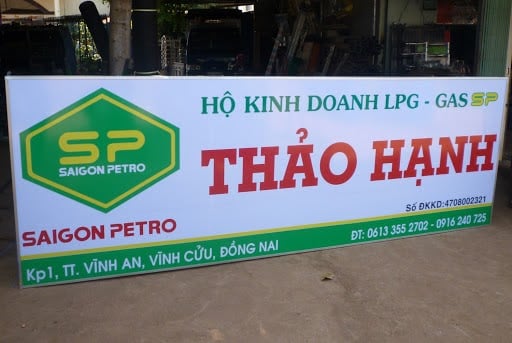 SP
SAIGON PETRO
SAIGON PETRO
HỘ KINH DOANH LPG - GAS SP
THẢO HẠNH
Số ĐKKD:4708002321
Kp1, TT. VĨNH AN, VĨNH CỬU, ĐỒNG NAI
ĐT: 0613 355 2702 - 0916 240 725